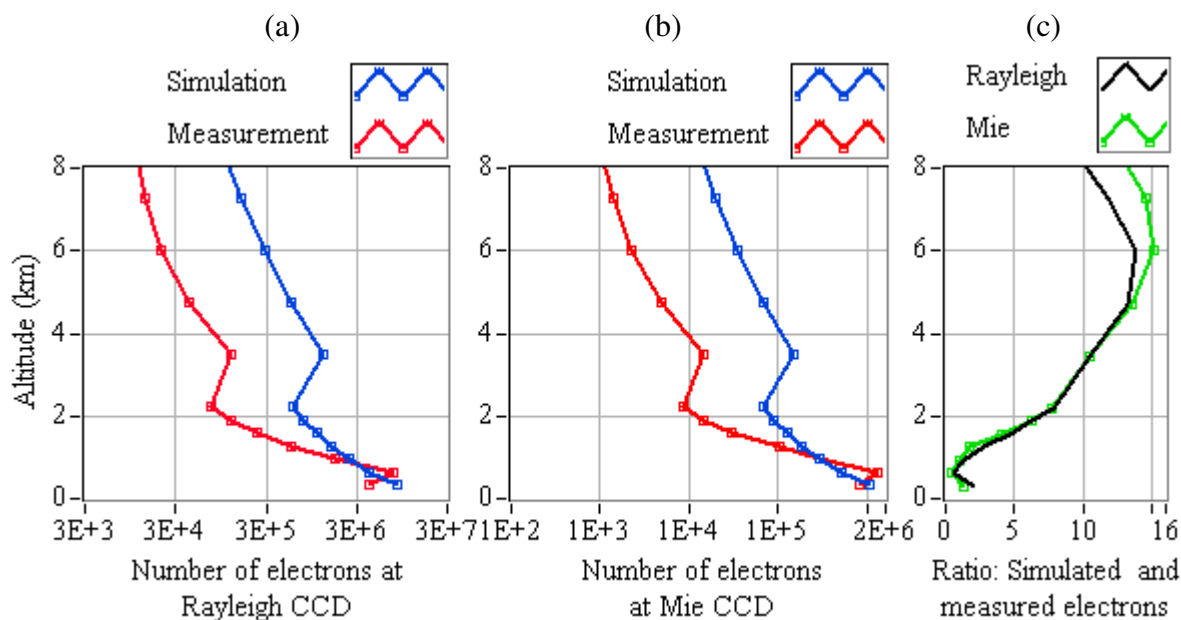 (a)
Simulation
Measurement
8
6
4
2
0
Altitude (km)
3E+3 3E+4 3E+5 3E+6 3E+7
Number of electrons at
Rayleigh CCD
(b)
Simulation
Measurement
8
6
4
2
0
1E+2 1E+3 1E+4 1E+5 2E+6
Number of electrons
at Mie CCD
(c)
Rayleigh
Mie
8
6
4
2
0
0 5 10 16
Ratio: Simulated and
measured electrons